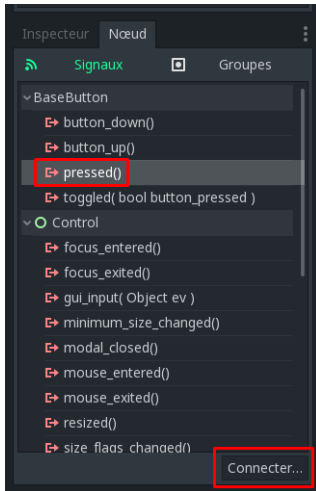 Inspecteur Nœud
Signaux Groupes
BaseButton
button_down()
button_up()
pressed()
toggled( bool button_pressed )
Control
focus_entered()
focus_exited()
gui_input( Object ev )
minimum_size_changed()
modal_closed()
mouse_entered()
mouse_exited()
resized()
size_flags_changed()
Connecter...